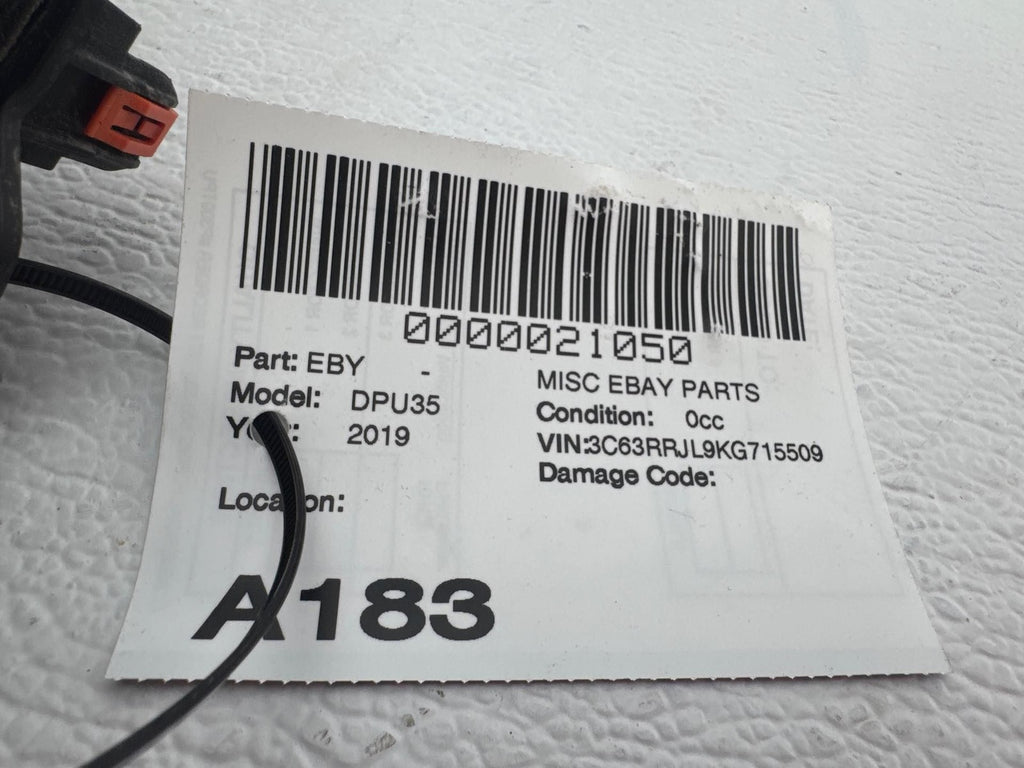 H
0000021050
Part: EBY -
MISC EBAY PARTS
Model: DPU35
Condition: 0cc
2019
VIN:3C63RRJL9KG715509
Damage Code:
A183